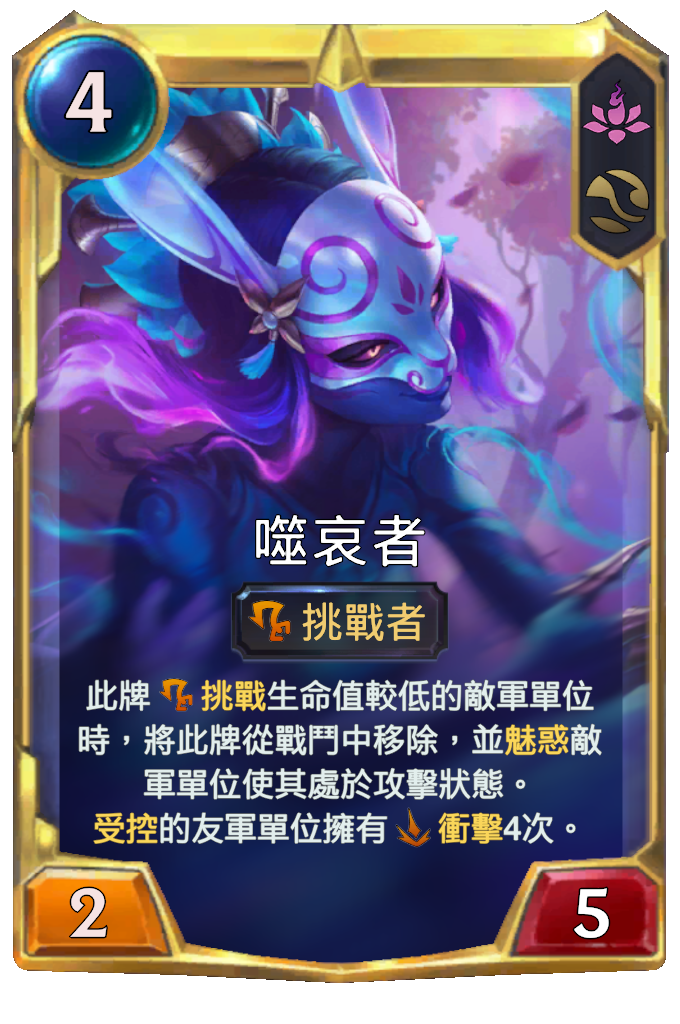 4
噬哀者
挑戰者
此牌 挑戰生命值較低的敵軍單位
時，將此牌從戰鬥中移除，並魅惑敵
軍單位使其處於攻擊狀態。
受控的友軍單位擁有 衝擊4次。
2
5